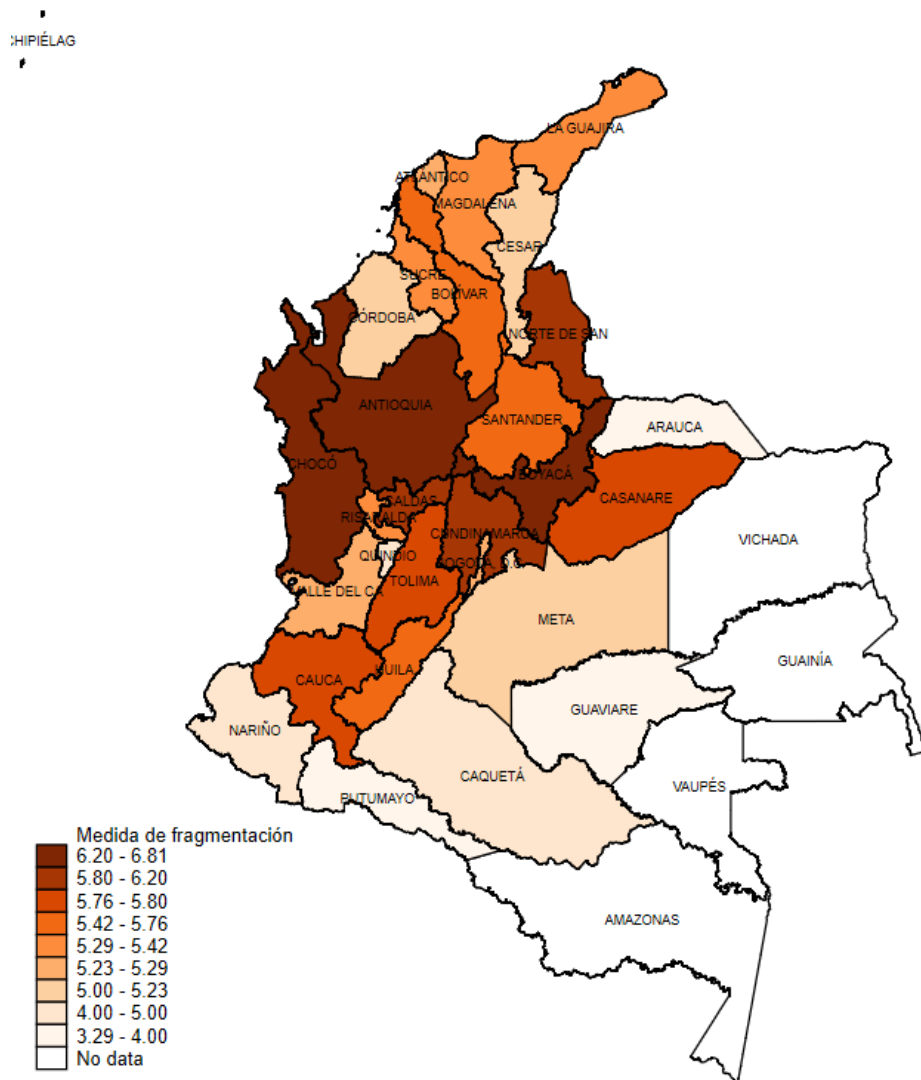 CHIPIÉLAG
LA GUAJIRA
ATLÁNTICO
MAGDALENA
CESAR
SUCRE
BOLÍVAR
CÓRDOBA
NORTE DE SAN
ANTIOQUIA
SANTANDER
ARAUCA
CHOCÓ
BOYACÁ
CASANARE
CALDAS
RISARALDA
CUNDINAMARCA
VICHADA
QUINDIO
BOGOTÁ, D.C.
TOLIMA
VALLE DEL CA
META
GUAINÍA
HUILA
CAUCA
GUAVIARE
NARIÑO
CAQUETÁ
VAUPÉS
PUTUMAYO
AMAZONAS
Medida de fragmentación
6.20 - 6.81
5.80 - 6.20
5.76 - 5.80
5.42 - 5.76
5.29 - 5.42
5.23 - 5.29
5.00 - 5.23
4.00 - 5.00
3.29 - 4.00
No data